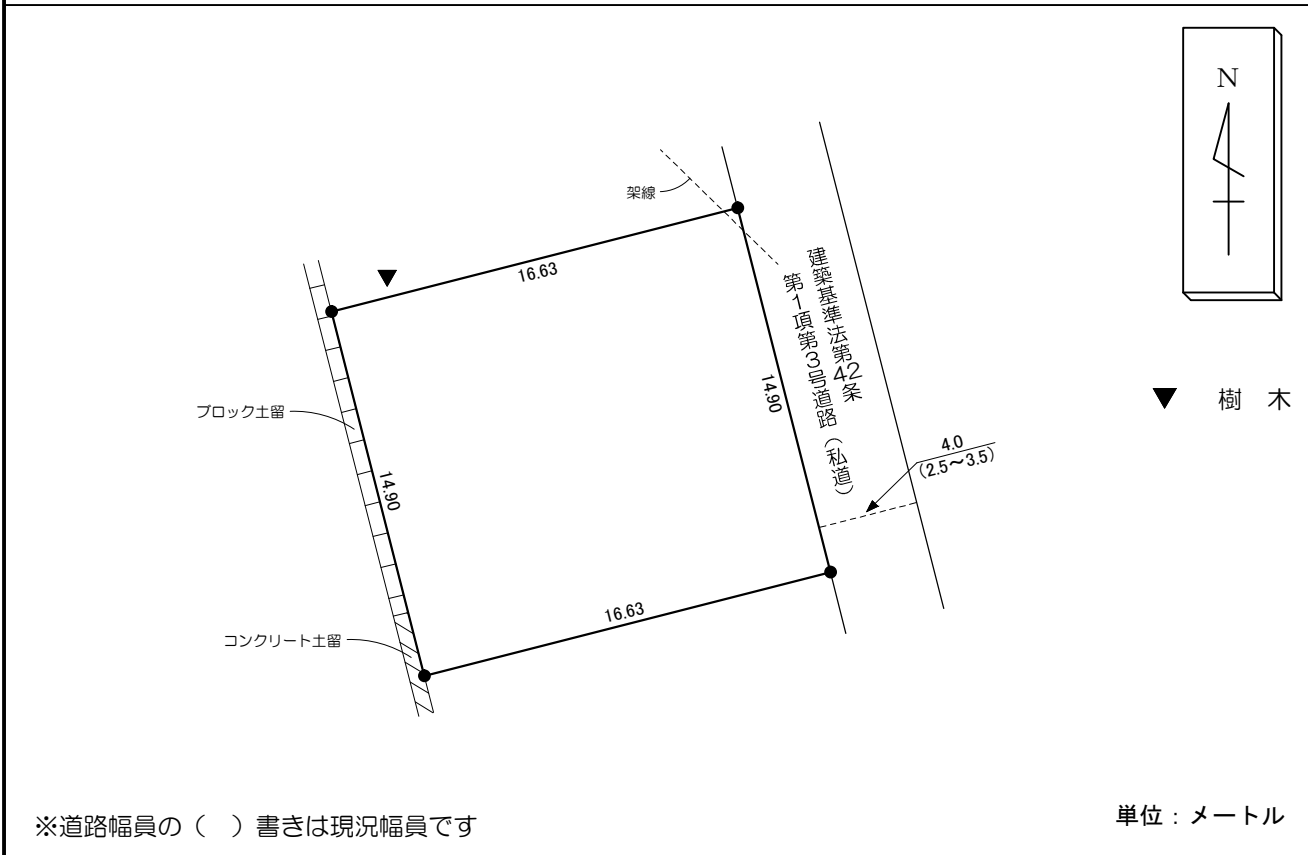 N
架線
16.63
建築基準法第42条
第1項第3号道路（私道）
▼ 樹 木
ブロック土留
14.90
14.90
4.0
(2.5～3.5)
16.63
コンクリート土留
※道路幅員の（ ）書きは現況幅員です
単位：メートル